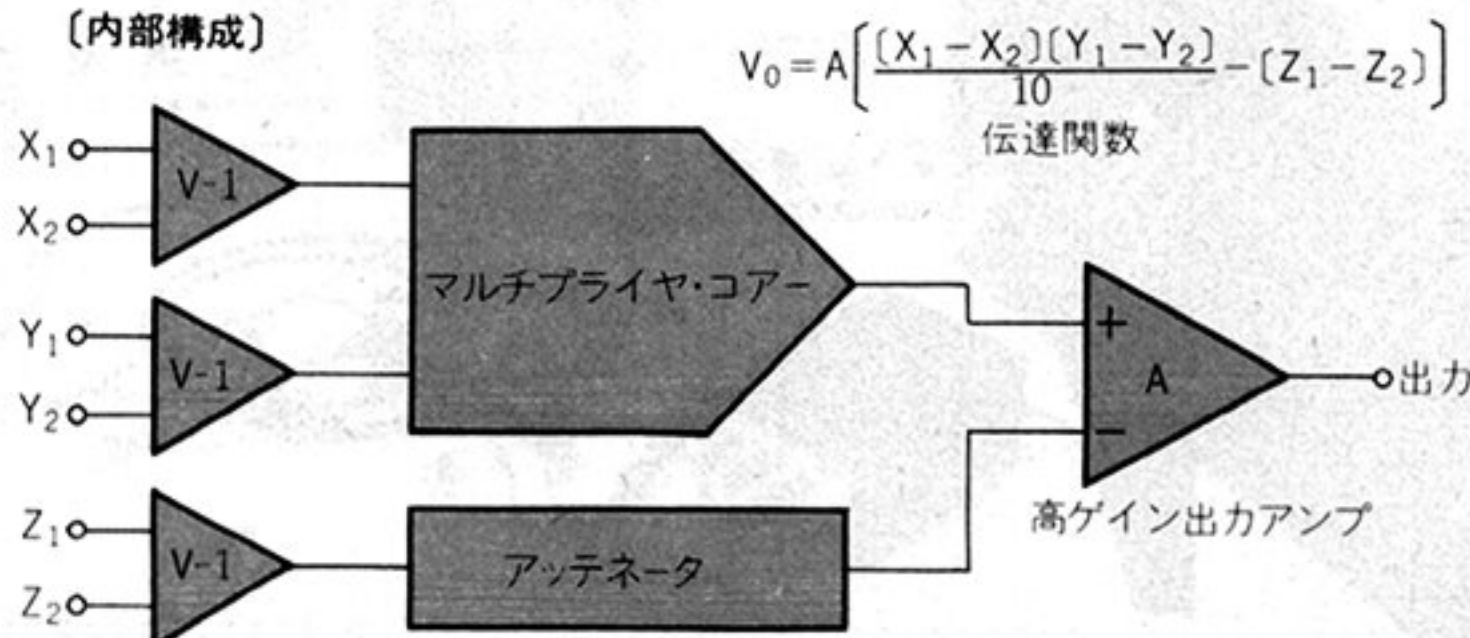 〔内部構成〕
V₀=A[(X₁−X₂)(Y₁−Y₂)/10−(Z₁−Z₂)]
伝達関数
X₁
V-1
X₂
マルチプライヤ・コアー
Y₁
V-1
Y₂
+
A
−
出力
高ゲイン出力アンプ
Z₁
V-1
Z₂
アッテネータ